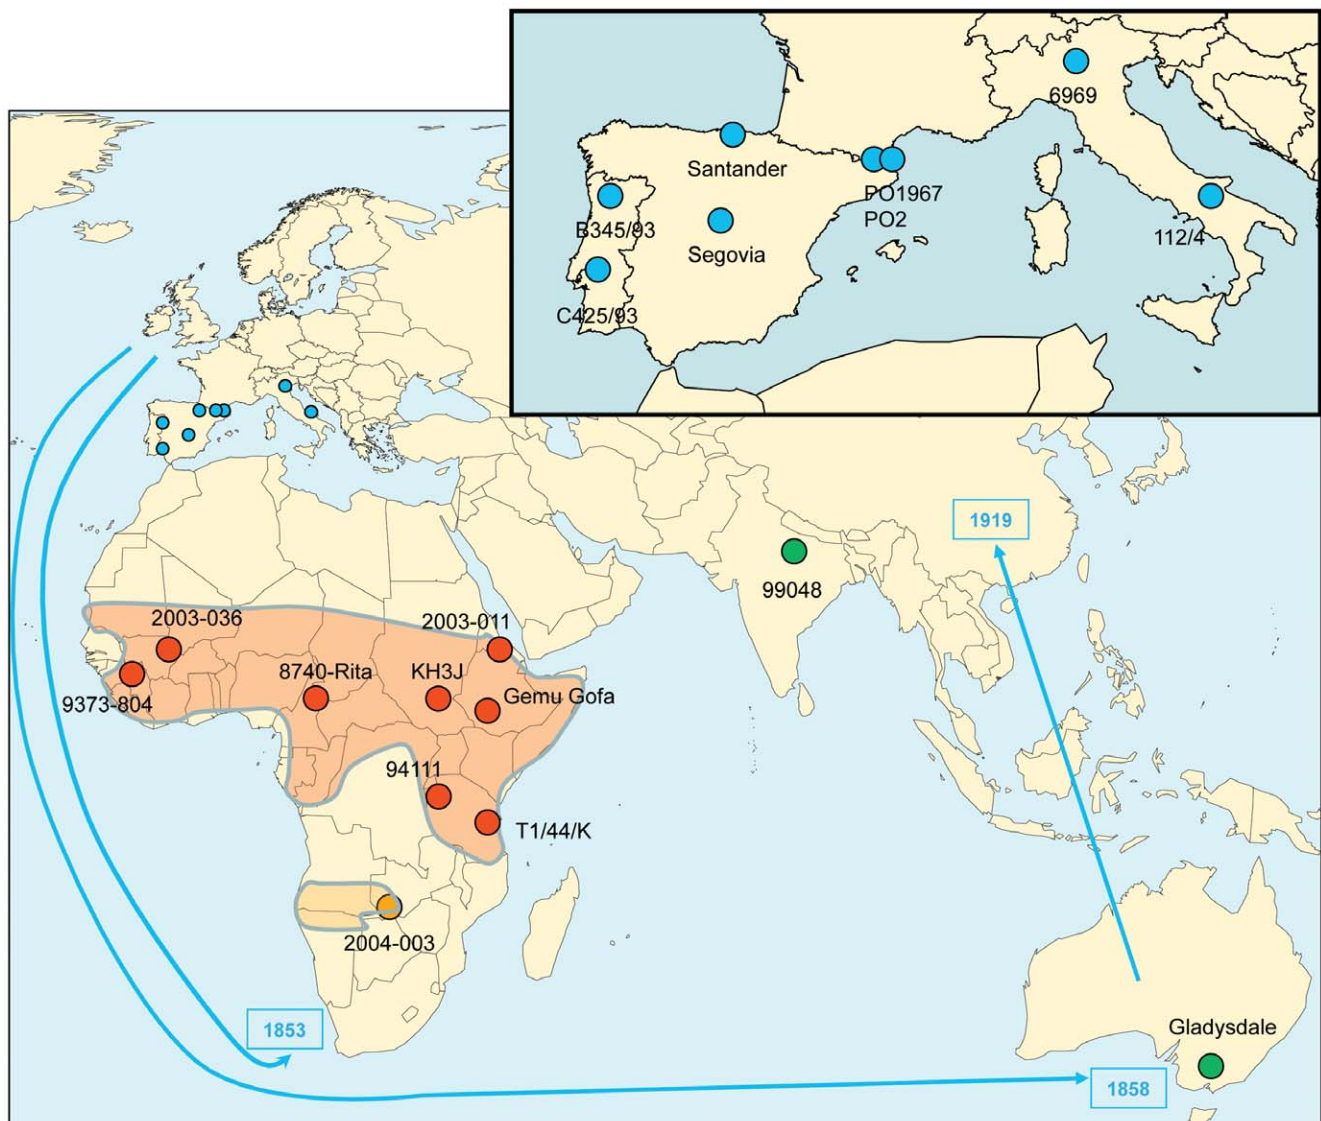 6969
Santander
PO1967
PO2
B345/93
Segovia
112/4
C425/93
1919
99048
2003-036
2003-011
8740-Rita
KH3J
Gemu Gofa
9373-804
94111
T1/44/K
2004-003
1853
Gladysdale
1858